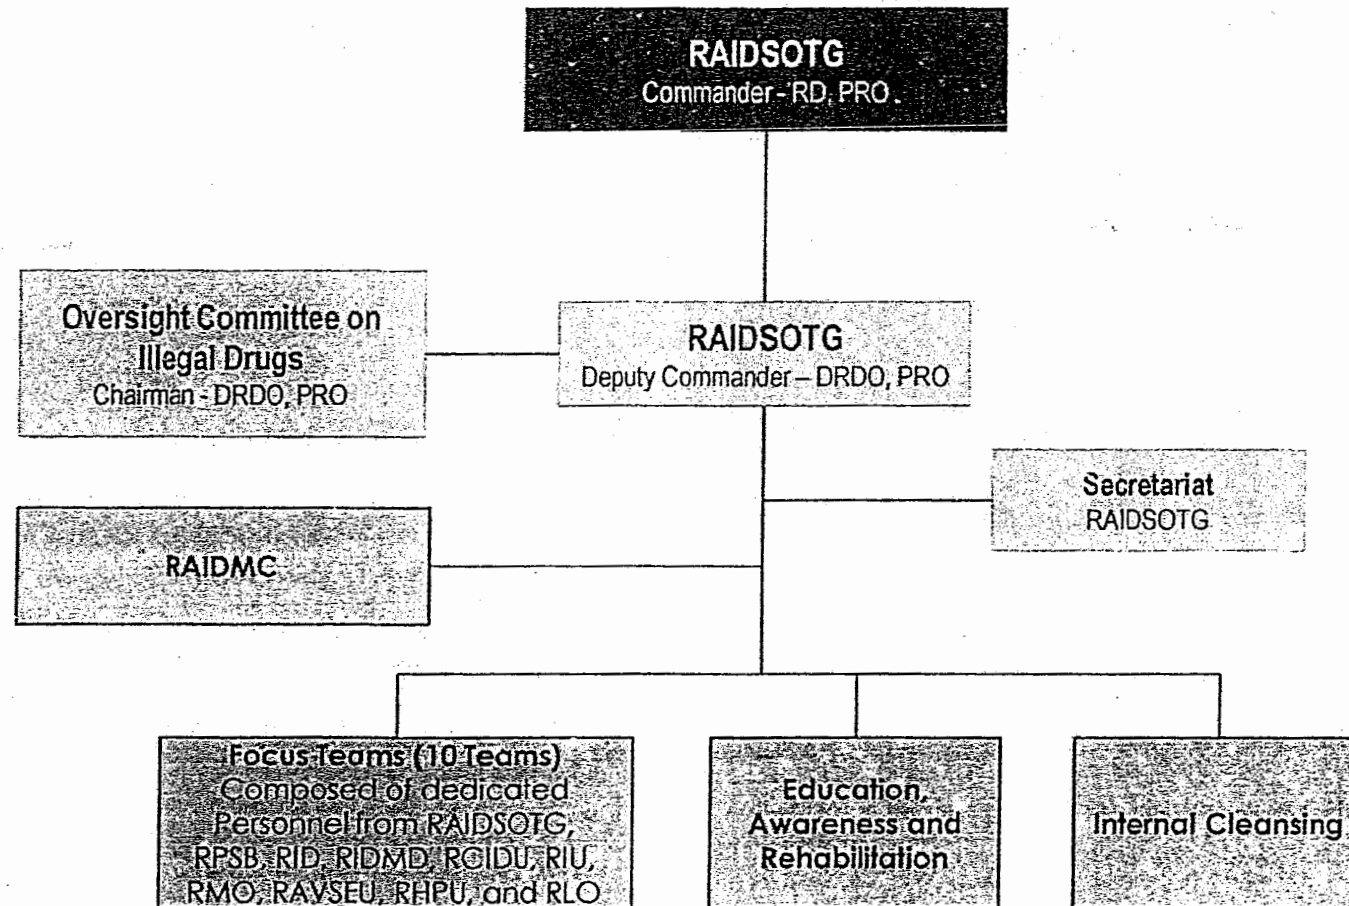 RAIDSOTG
Commander - RD, PRO
Oversight Committee on
Illegal Drugs
Chairman - DRDO, PRO
RAIDSOTG
Deputy Commander – DRDO, PRO
Secretariat
RAIDSOTG
RAIDMC
Focus Teams (10 Teams)
Composed of dedicated
Personnel from RAIDSOTG,
RPSB, RID, RIDMD, RCIDU, RIU,
RMO, RAVSEU, RHPU, and RLO
Education,
Awareness and
Rehabilitation
Internal Cleansing